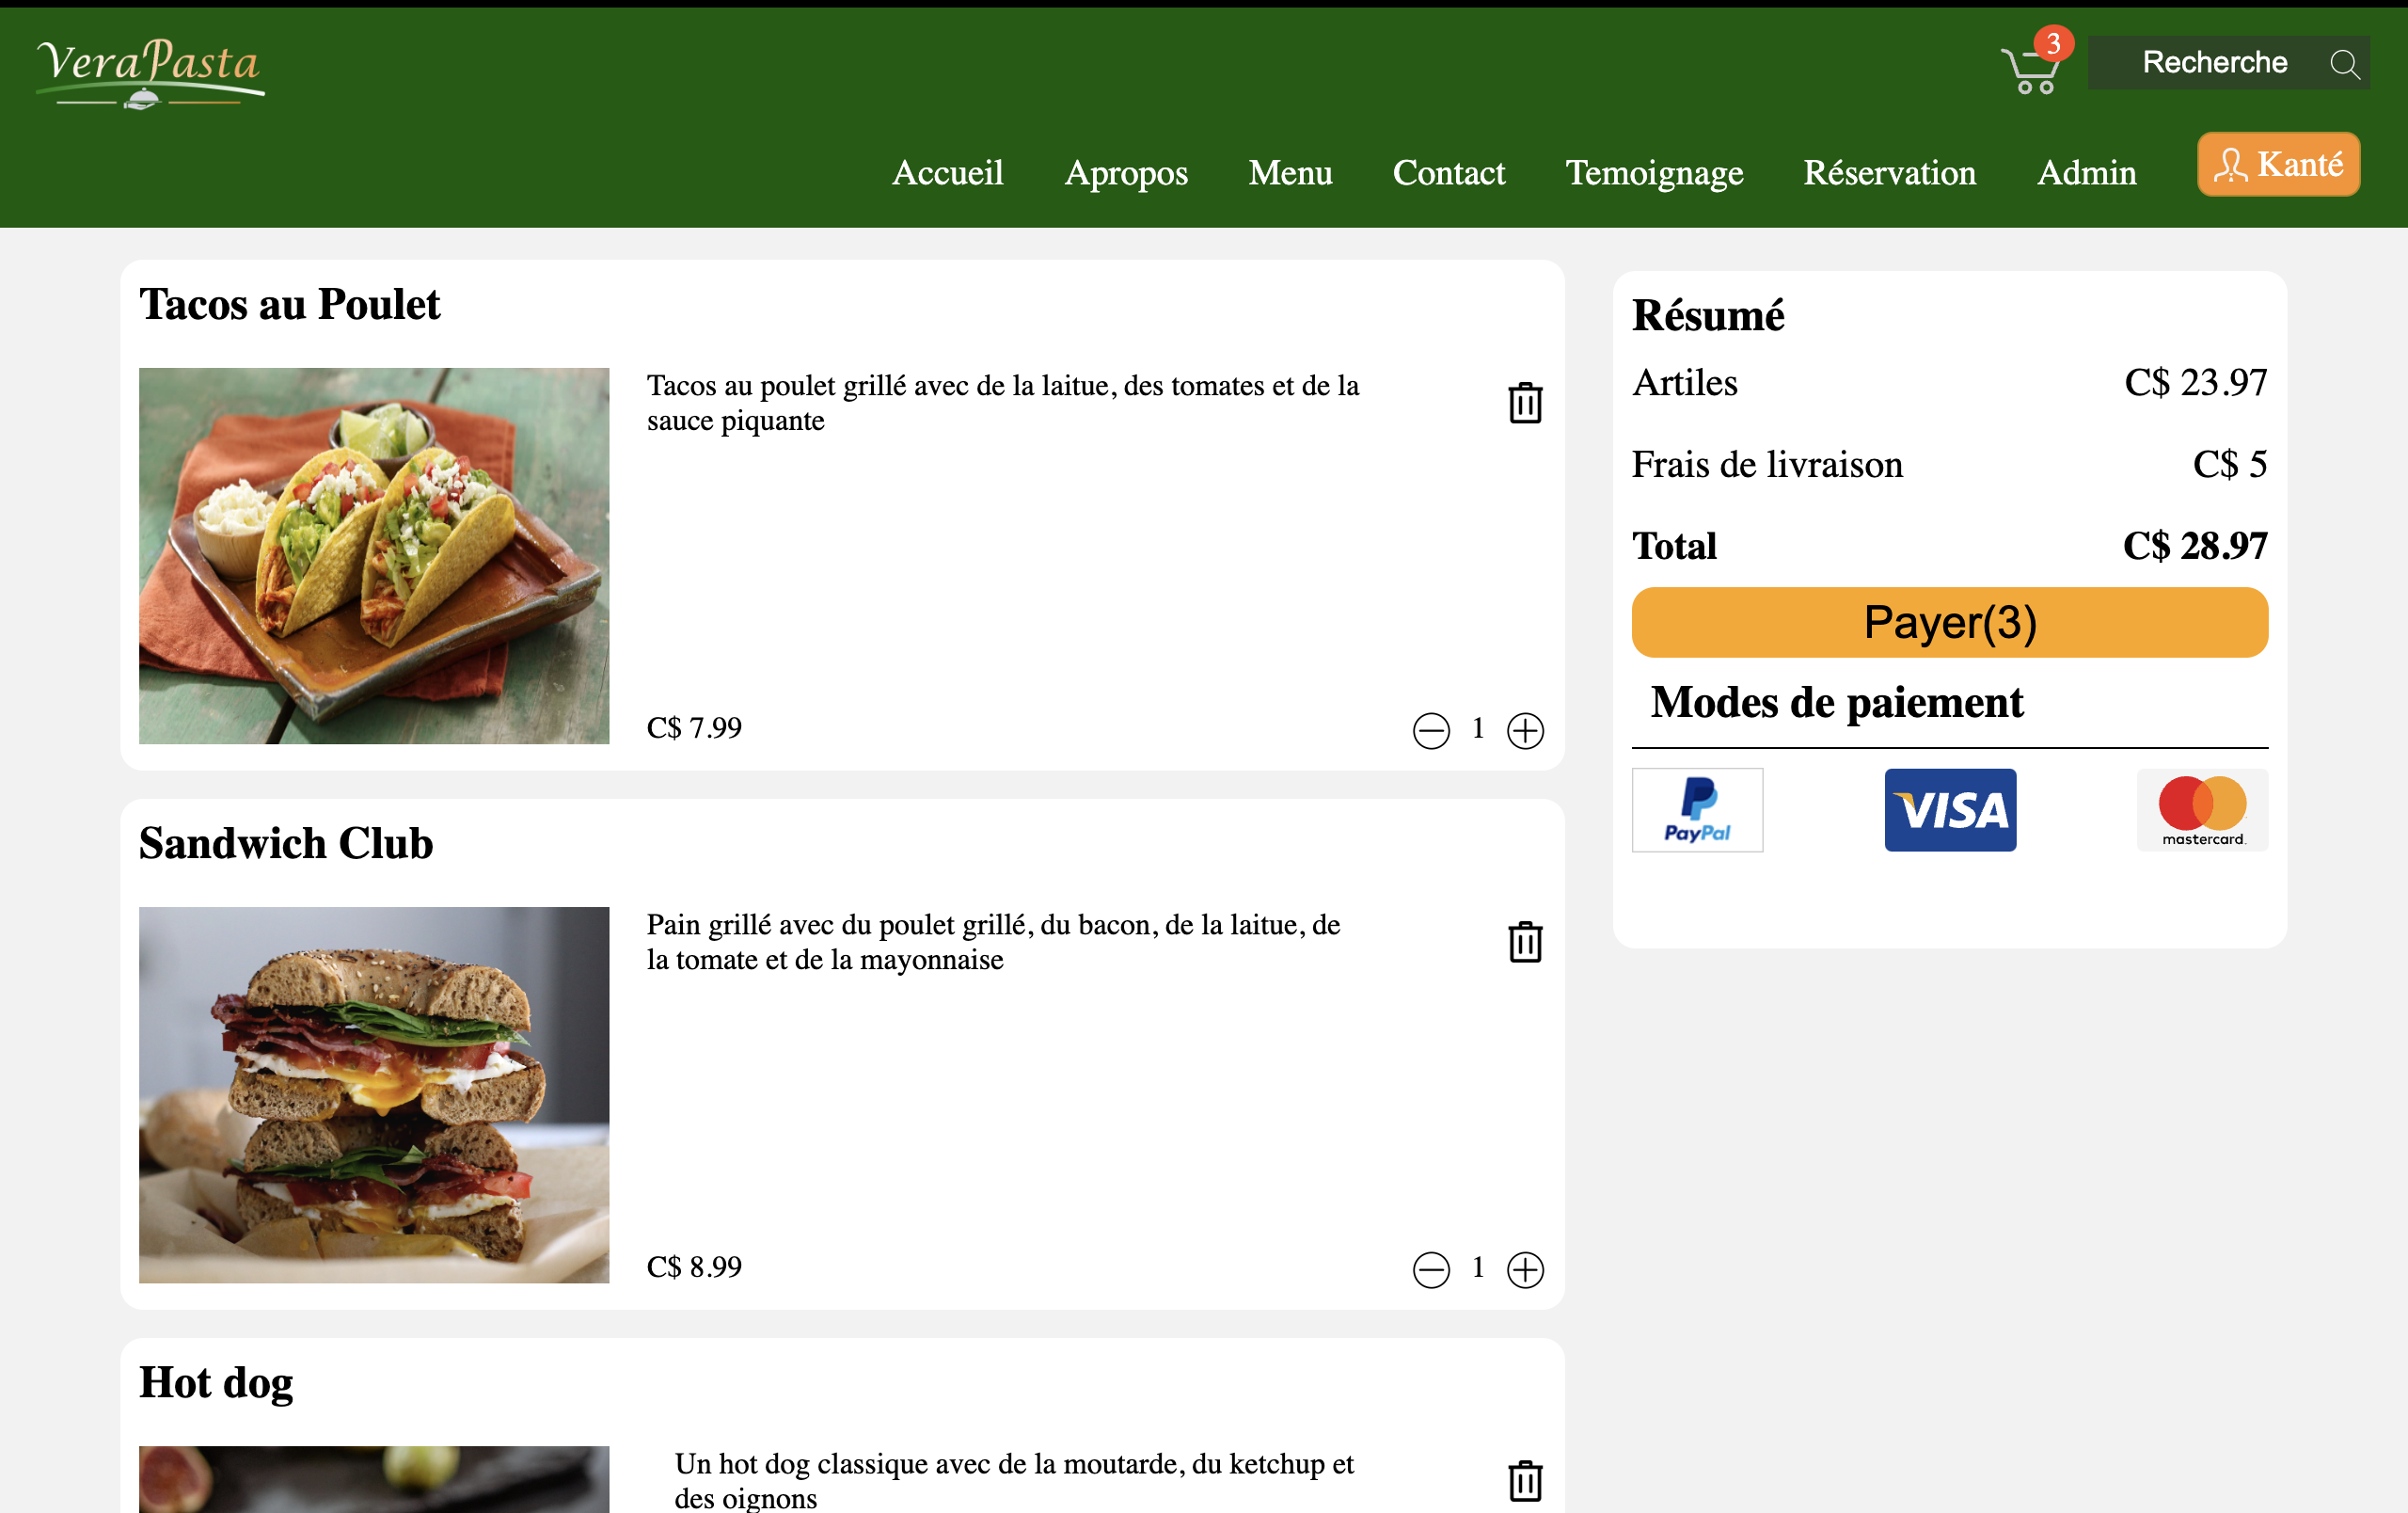 VeraPasta
3
Recherche
Accueil Apropos Menu Contact Temoignage Réservation Admin Kanté
Tacos au Poulet
Tacos au poulet grillé avec de la laitue, des tomates et de la
sauce piquante
C$ 7.99
1
Sandwich Club
Pain grillé avec du poulet grillé, du bacon, de la laitue, de
la tomate et de la mayonnaise
C$ 8.99
1
Hot dog
Un hot dog classique avec de la moutarde, du ketchup et
des oignons
Résumé
Artiles C$ 23.97
Frais de livraison C$ 5
Total C$ 28.97
Payer(3)
Modes de paiement
PayPal
VISA
mastercard.